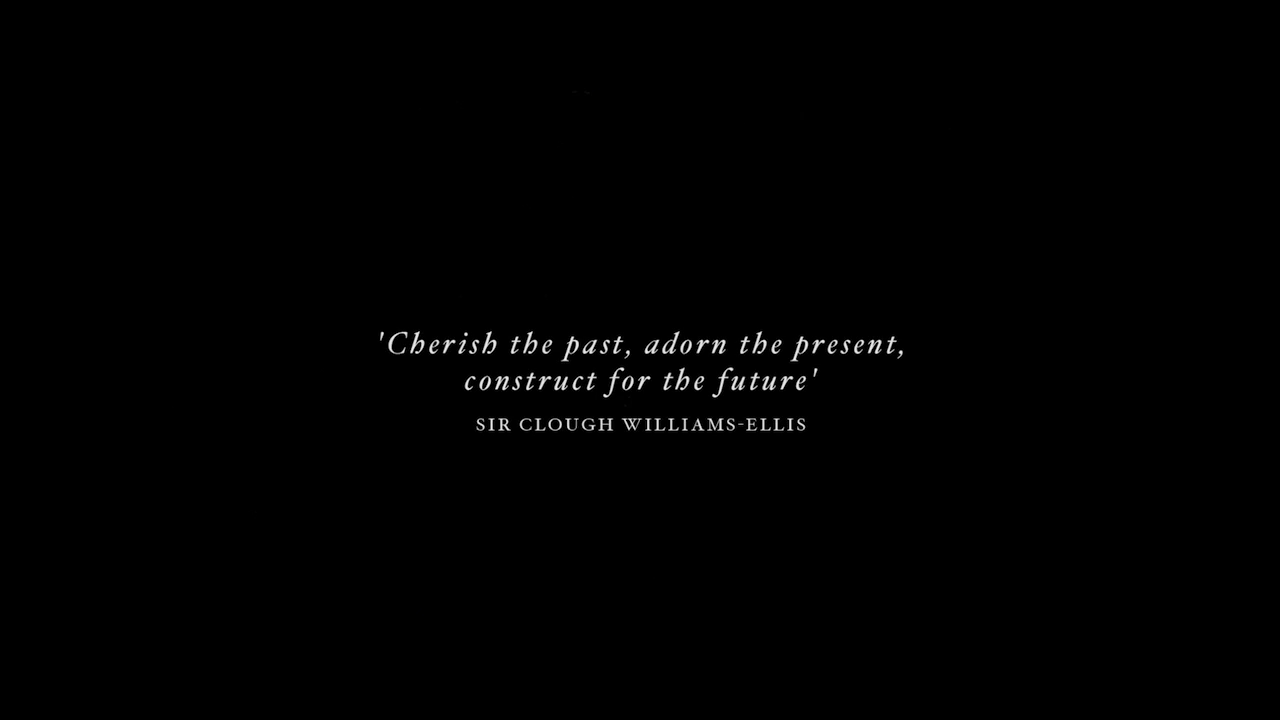 'Cherish the past, adorn the present,
construct for the future'
SIR CLOUGH WILLIAMS-ELLIS